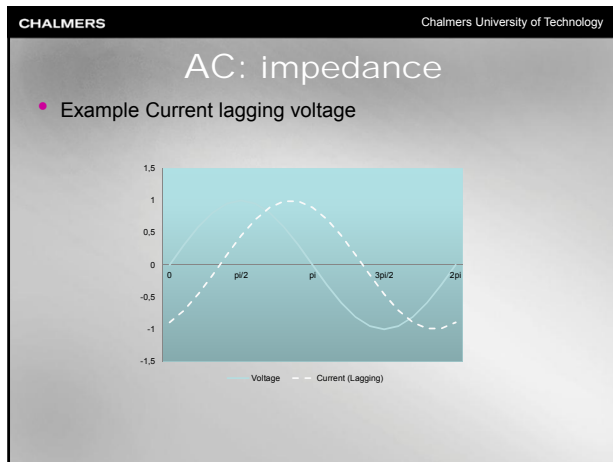 CHALMERS
Chalmers University of Technology
AC: impedance
• Example Current lagging voltage
1,5
1
0,5
0
0 pi/2 pi 3pi/2 2pi
-0,5
-1
-1,5
Voltage Current (Lagging)